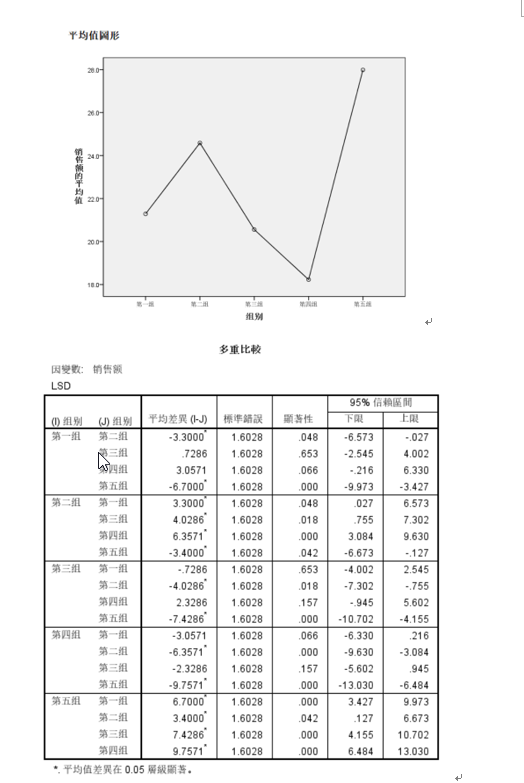 平均值圖形
28.0
26.0
24.0
22.0
20.0
18.0
销售额的平均值
第一组 第二组 第三组 第四组 第五组
组别
多重比較
因變數: 销售额
LSD
95% 信賴區間
(I) 组别 (J) 组别 平均差異 (I-J) 標準錯誤 顯著性 下限 上限
第一组 第二组 -3.3000* 1.6028 .048 -6.573 -.027
第三组 .7286 1.6028 .653 -2.545 4.002
第四组 3.0571 1.6028 .066 -.216 6.330
第五组 -6.7000* 1.6028 .000 -9.973 -3.427
第二组 第一组 3.3000* 1.6028 .048 .027 6.573
第三组 4.0286* 1.6028 .018 .755 7.302
第四组 6.3571* 1.6028 .000 3.084 9.630
第五组 -3.4000* 1.6028 .042 -6.673 -.127
第三组 第一组 -.7286 1.6028 .653 -4.002 2.545
第二组 -4.0286* 1.6028 .018 -7.302 -.755
第四组 2.3286 1.6028 .157 -.945 5.602
第五组 -7.4286* 1.6028 .000 -10.702 -4.155
第四组 第一组 -3.0571 1.6028 .066 -6.330 .216
第二组 -6.3571* 1.6028 .000 -9.630 -3.084
第三组 -2.3286 1.6028 .157 -5.602 .945
第五组 -9.7571* 1.6028 .000 -13.030 -6.484
第五组 第一组 6.7000* 1.6028 .000 3.427 9.973
第二组 3.4000* 1.6028 .042 .127 6.673
第三组 7.4286* 1.6028 .000 4.155 10.702
第四组 9.7571* 1.6028 .000 6.484 13.030
*. 平均值差異在 0.05 層級顯著。